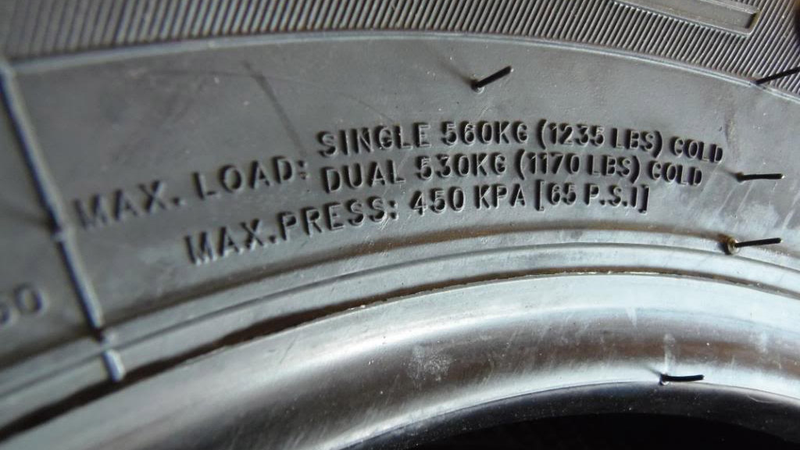 MAX. LOAD: SINGLE 560KG (1235 LBS) COLD
DUAL 530KG (1170 LBS) COLD
MAX.PRESS: 450 KPA [65 P.S.I]